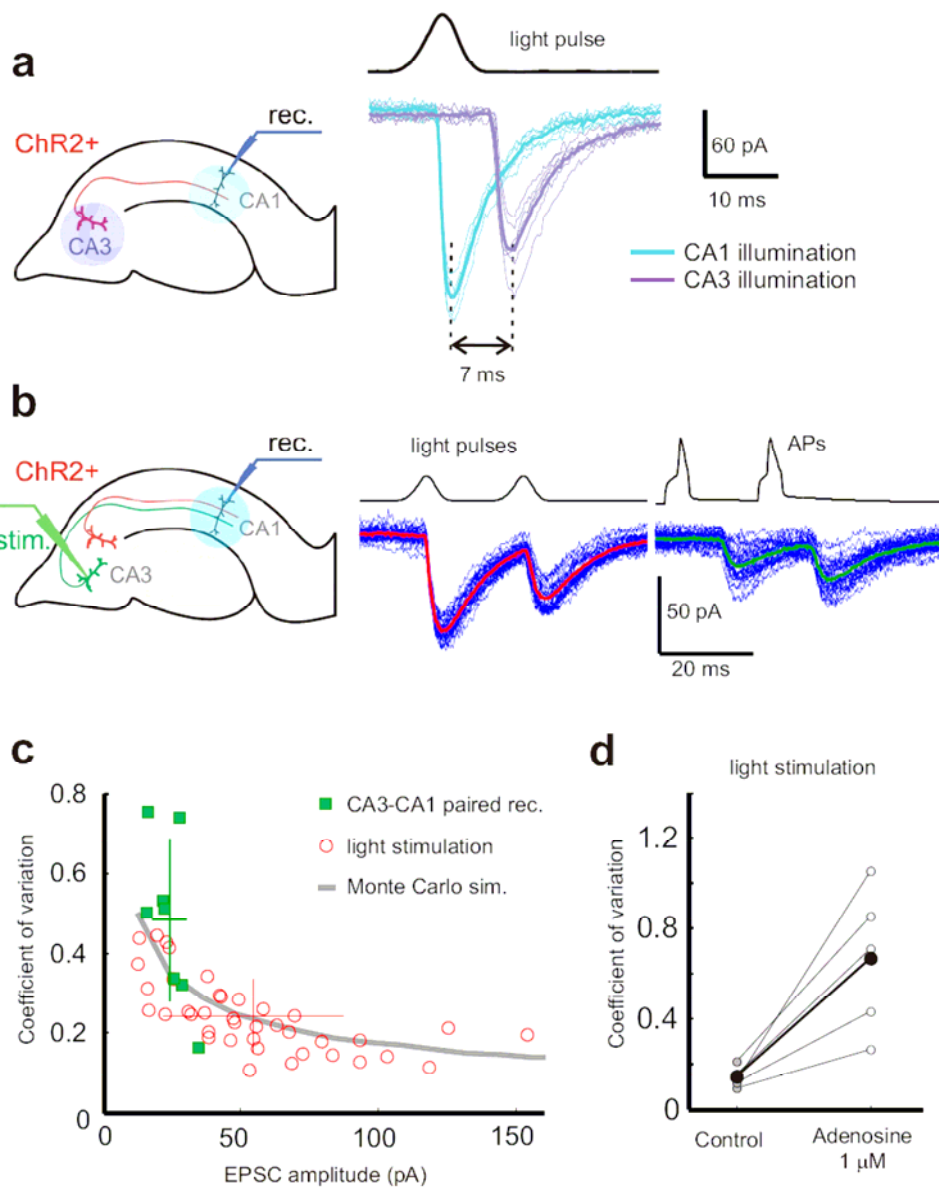 a
light pulse
rec.
ChR2+
CA1
CA3
60 pA
10 ms
CA1 illumination
CA3 illumination
7 ms
b
rec.
ChR2+
CA1
stim.
CA3
light pulses
APs
50 pA
20 ms
c
0.8
0.6
0.4
0.2
0
Coefficient of variation
CA3-CA1 paired rec.
light stimulation
Monte Carlo sim.
0
50
100
150
EPSC amplitude (pA)
d
light stimulation
1.2
0.8
0.4
0
Coefficient of variation
Control
Adenosine
1 μM